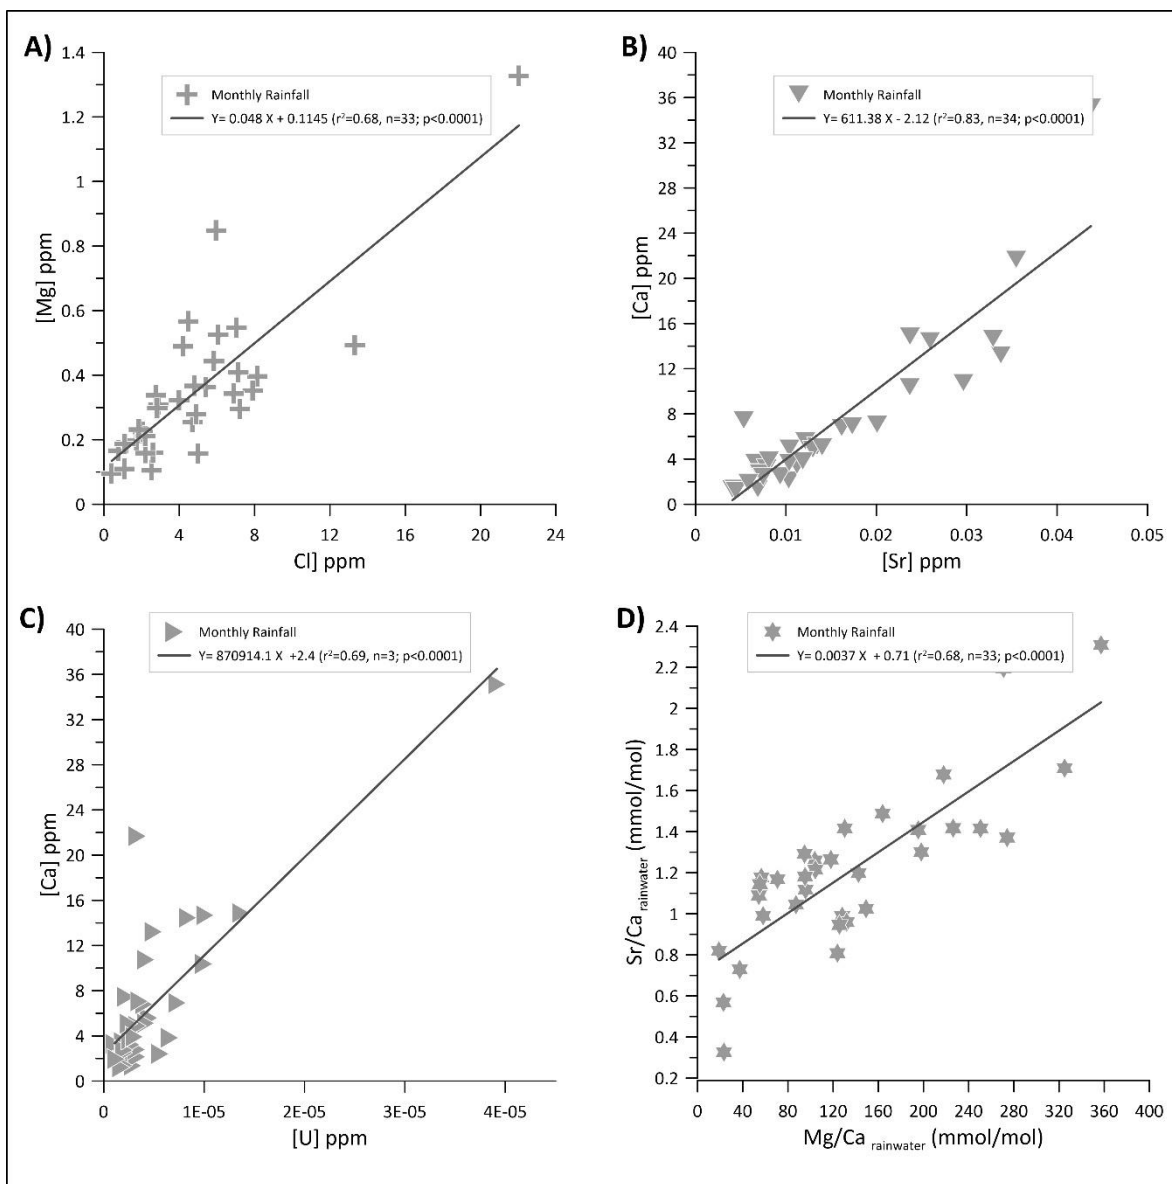 A)
1.4
Monthly Rainfall
Y= 0.048 X + 0.1145 (r²=0.68, n=33; p<0.0001)
1.2
1
0.8
0.6
0.4
0.2
0
[Mg] ppm
0 4 8 12 16 20 24
Cl] ppm
B)
40
Monthly Rainfall
Y= 611.38 X - 2.12 (r²=0.83, n=34; p<0.0001)
36
32
28
24
20
16
12
8
4
0
[Ca] ppm
0 0.01 0.02 0.03 0.04 0.05
[Sr] ppm
C)
Monthly Rainfall
Y= 870914.1 X +2.4 (r²=0.69, n=3; p<0.0001)
40
36
32
28
24
20
16
12
8
4
0
[Ca] ppm
0 1E-05 2E-05 3E-05 4E-05
[U] ppm
D)
Monthly Rainfall
Y= 0.0037 X + 0.71 (r²=0.68, n=33; p<0.0001)
2.4
2.2
2
1.8
1.6
1.4
1.2
1
0.8
0.6
0.4
0.2
Sr/Ca rainwater (mmol/mol)
0 40 80 120 160 200 240 280 320 360 400
Mg/Ca rainwater (mmol/mol)